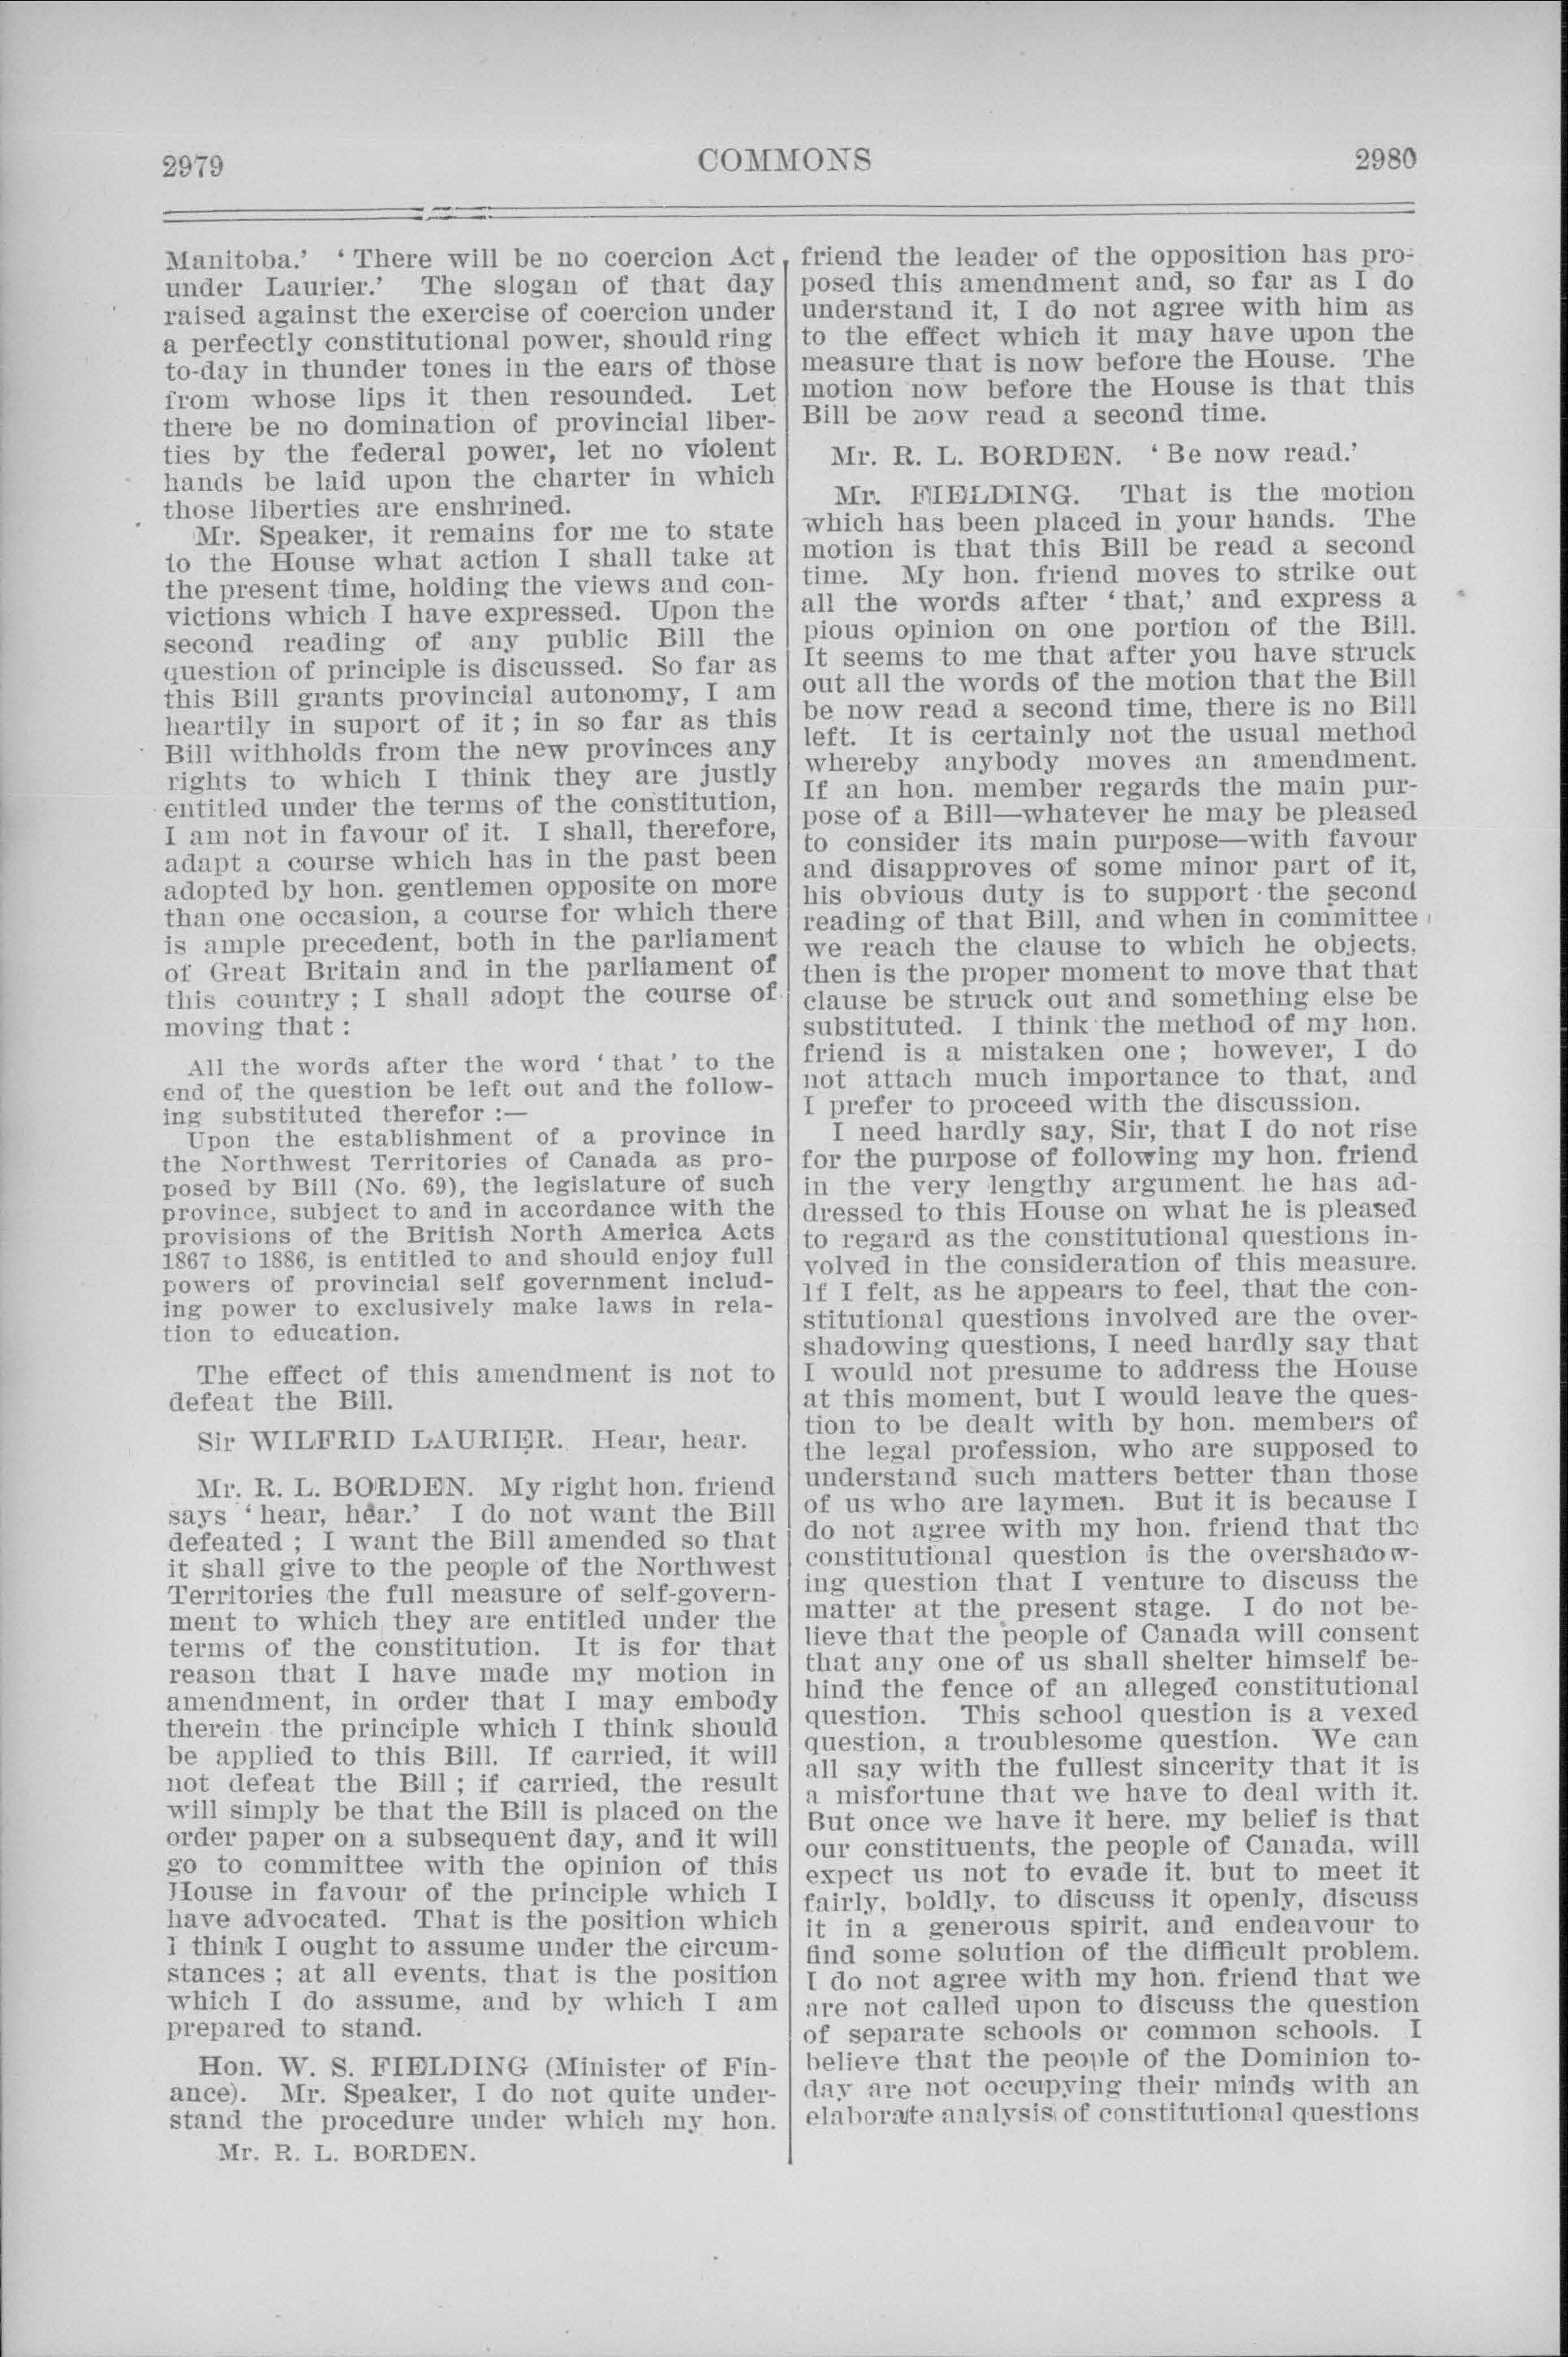 2979
COMMONS
2980
Manitoba.' ' There will be no coercion Act
under Laurier.' The slogan of that day
raised against the exercise of coercion under
a perfectly constitutional power, should ring
to-day in thunder tones in the ears of those
from whose lips it then resounded. Let
there be no domination of provincial liber-
ties by the federal power, let no violent
hands be laid upon the charter in which
those liberties are enshrined.
Mr. Speaker, it remains for me to state
to the House what action I shall take at
the present time, holding the views and con-
victions which I have expressed. Upon the
second reading of any public Bill the
question of principle is discussed. So far as
this Bill grants provincial autonomy, I am
heartily in suport of it ; in so far as this
Bill withholds from the new provinces any
rights to which I think they are justly
entitled under the terms of the constitution,
I am not in favour of it. I shall, therefore,
adapt a course which has in the past been
adopted by hon. gentlemen opposite on more
than one occasion, a course for which there
is ample precedent, both in the parliament
of Great Britain and in the parliament of
this country ; I shall adopt the course of
moving that :
All the words after the word ' that ' to the
end of the question be left out and the follow-
ing substituted therefor :—
Upon the establishment of a province in
the Northwest Territories of Canada as pro-
posed by Bill (No. 69), the legislature of such
province, subject to and in accordance with the
provisions of the British North America Acts
1867 to 1886, is entitled to and should enjoy full
powers of provincial self government includ-
ing power to exclusively make laws in rela-
tion to education.
The effect of this amendment is not to
defeat the Bill.
Sir WILFRID LAURIER. Hear, hear.
Mr. R. L. BORDEN. My right hon. friend
says ' hear, hear.' I do not want the Bill
defeated ; I want the Bill amended so that
it shall give to the people of the Northwest
Territories the full measure of self-govern-
ment to which they are entitled under the
terms of the constitution. It is for that
reason that I have made my motion in
amendment, in order that I may embody
therein the principle which I think should
be applied to this Bill. If carried, it will
not defeat the Bill ; if carried, the result
will simply be that the Bill is placed on the
order paper on a subsequent day, and it will
go to committee with the opinion of this
House in favour of the principle which I
have advocated. That is the position which
I think I ought to assume under the circum-
stances ; at all events, that is the position
which I do assume, and by which I am
prepared to stand.
Hon. W. S. FIELDING (Minister of Fin-
ance). Mr. Speaker, I do not quite under-
stand the procedure under which my hon.
Mr. R. L. BORDEN.
friend the leader of the opposition has pro-
posed this amendment and, so far as I do
understand it, I do not agree with him as
to the effect which it may have upon the
measure that is now before the House. The
motion now before the House is that this
Bill be now read a second time.
Mr. R. L. BORDEN. ' Be now read.'
Mr. FIELDING. That is the motion
which has been placed in your hands. The
motion is that this Bill be read a second
time. My hon. friend moves to strike out
all the words after ' that,' and express a
pious opinion on one portion of the Bill.
It seems to me that after you have struck
out all the words of the motion that the Bill
be now read a second time, there is no Bill
left. It is certainly not the usual method
whereby anybody moves an amendment.
If an hon. member regards the main pur-
pose of a Bill—whatever he may be pleased
to consider its main purpose—with favour
and disapproves of some minor part of it,
his obvious duty is to support the second
reading of that Bill, and when in committee
we reach the clause to which he objects,
then is the proper moment to move that that
clause be struck out and something else be
substituted. I think the method of my hon.
friend is a mistaken one ; however, I do
not attach much importance to that, and
I prefer to proceed with the discussion.
I need hardly say, Sir, that I do not rise
for the purpose of following my hon. friend
in the very lengthy argument he has ad-
dressed to this House on what he is pleased
to regard as the constitutional questions in-
volved in the consideration of this measure.
If I felt, as he appears to feel, that the con-
stitutional questions involved are the over-
shadowing questions, I need hardly say that
I would not presume to address the House
at this moment, but I would leave the ques-
tion to be dealt with by hon. members of
the legal profession, who are supposed to
understand such matters better than those
of us who are laymen. But it is because I
do not agree with my hon. friend that the
constitutional question is the overshadow-
ing question that I venture to discuss the
matter at the present stage. I do not be-
lieve that the people of Canada will consent
that any one of us shall shelter himself be-
hind the fence of an alleged constitutional
question. This school question is a vexed
question, a troublesome question. We can
all say with the fullest sincerity that it is
a misfortune that we have to deal with it.
But once we have it here, my belief is that
our constituents, the people of Canada, will
expect us not to evade it, but to meet it
fairly, boldly, to discuss it openly, discuss
it in a generous spirit, and endeavour to
find some solution of the difficult problem.
I do not agree with my hon. friend that we
are not called upon to discuss the question
of separate schools or common schools. I
believe that the people of the Dominion to-
day are not occupying their minds with an
elaborate analysis of constitutional questions